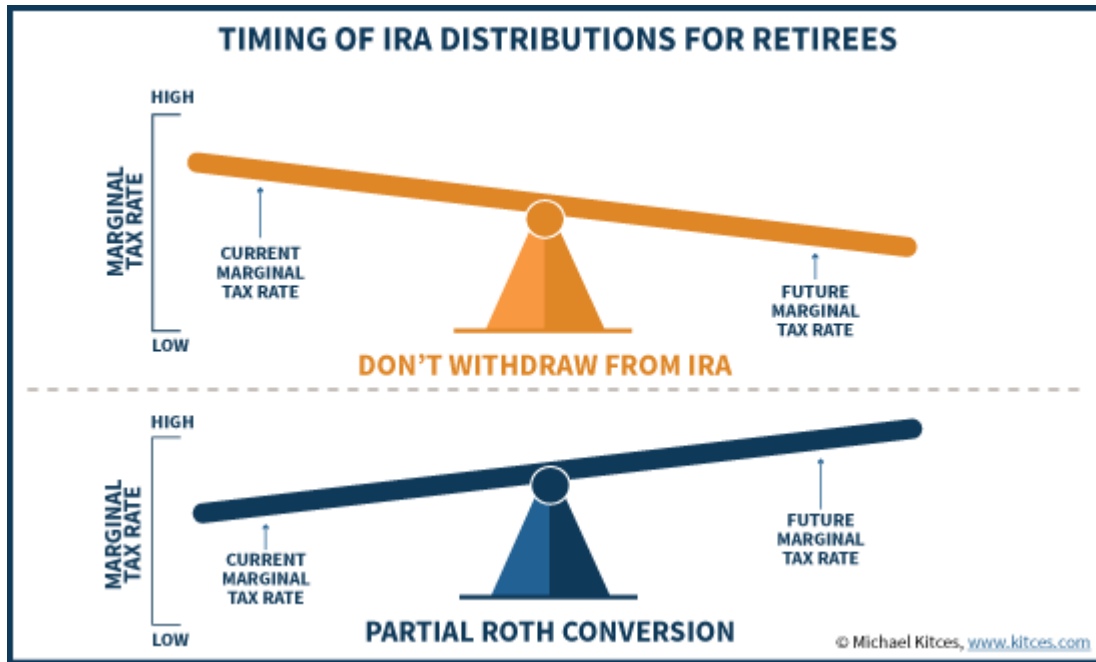 TIMING OF IRA DISTRIBUTIONS FOR RETIREES
HIGH
MARGINAL
TAX RATE
CURRENT
MARGINAL
TAX RATE
FUTURE
MARGINAL
TAX RATE
LOW
DON'T WITHDRAW FROM IRA
HIGH
MARGINAL
TAX RATE
CURRENT
MARGINAL
TAX RATE
FUTURE
MARGINAL
TAX RATE
LOW
PARTIAL ROTH CONVERSION
© Michael Kitces, www.kitces.com